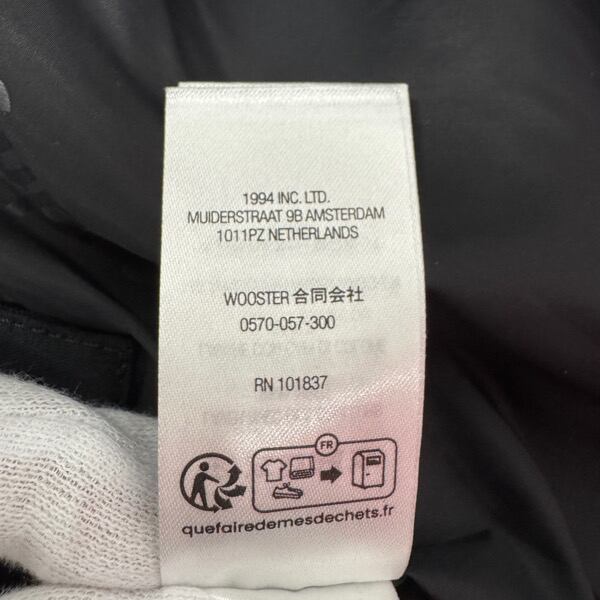 1994 INC. LTD.
MUIDERSTRAAT 9B AMSTERDAM
1011PZ NETHERLANDS
WOOSTER 合同会社
0570-057-300
RN 101837
FR
quefairedemesdechets.fr